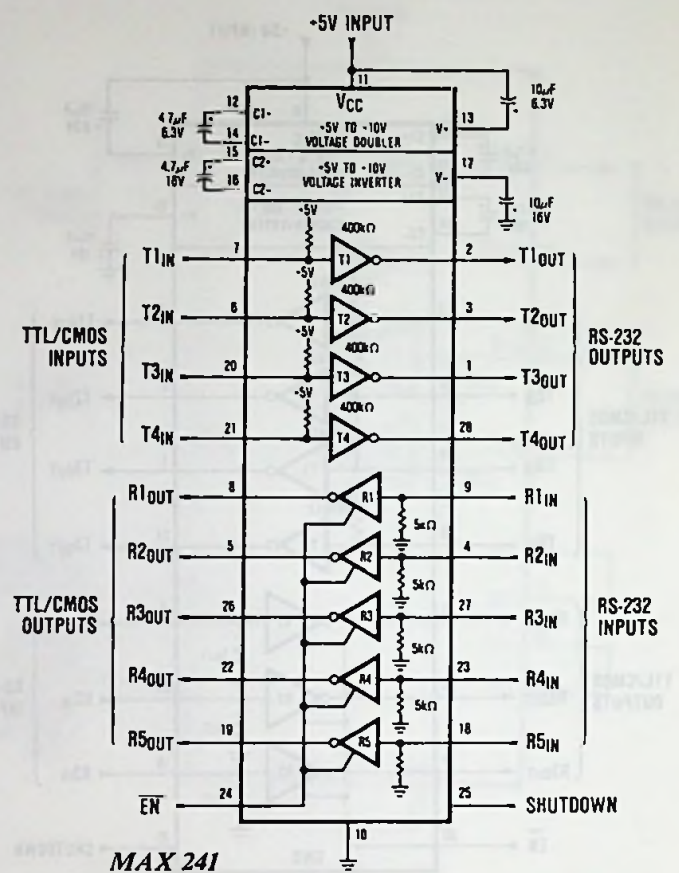 +5V INPUT
11
VCC
10µF
6.3V
12
C1+
4.7µF
6.3V
14
C1-
+5V TO +10V
VOLTAGE DOUBLER
V+
13
15
C2+
4.7µF
16V
16
C2-
+5V TO -10V
VOLTAGE INVERTER
V-
17
10µF
16V
+5V
400kΩ
T1IN
7
T1
2
T1OUT
+5V
400kΩ
T2IN
6
T2
3
T2OUT
+5V
400kΩ
T3IN
20
T3
1
T3OUT
+5V
400kΩ
T4IN
21
T4
28
T4OUT
TTL/CMOS
INPUTS
RS-232
OUTPUTS
R1OUT
8
R1
9
R1IN
5kΩ
R2OUT
5
R2
4
R2IN
5kΩ
R3OUT
26
R3
27
R3IN
5kΩ
R4OUT
22
R4
23
R4IN
5kΩ
R5OUT
19
R5
18
R5IN
TTL/CMOS
OUTPUTS
RS-232
INPUTS
EN
24
25
SHUTDOWN
10
MAX 241